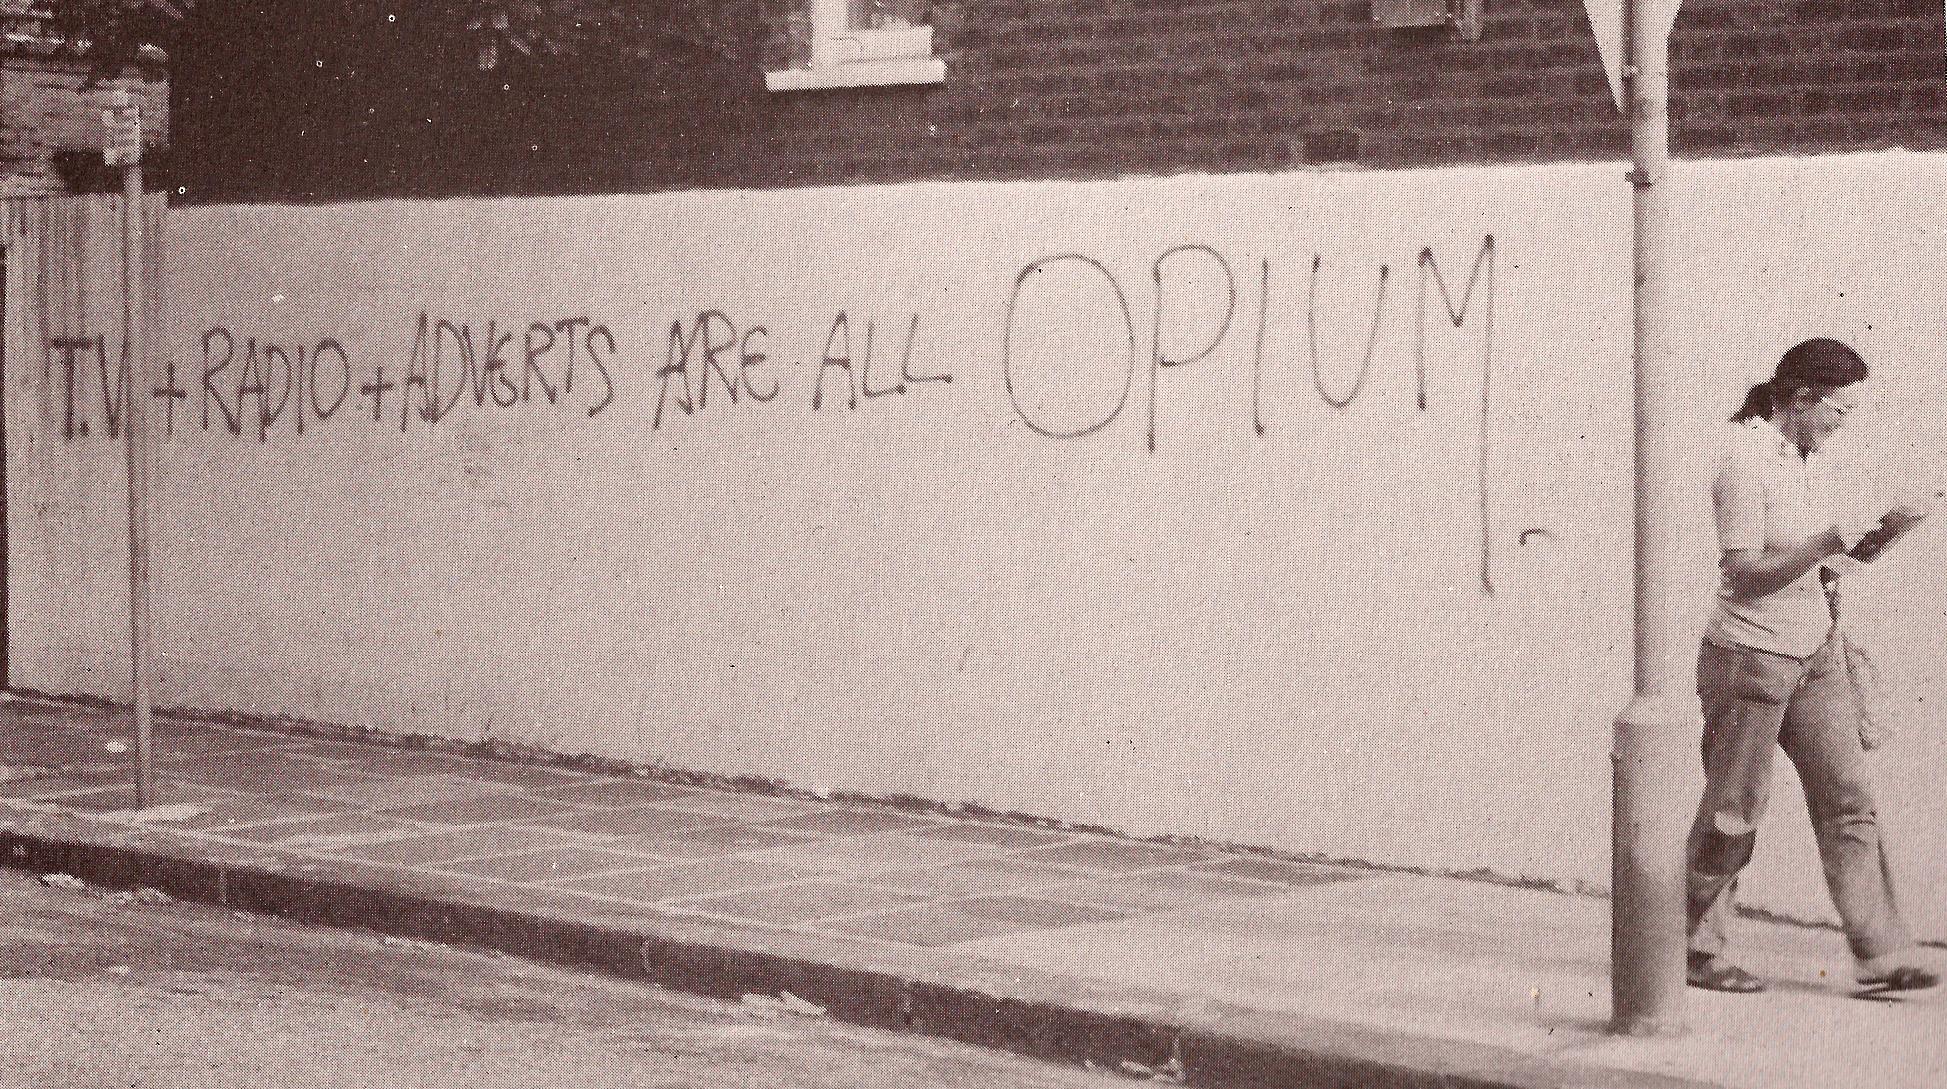 T.V + RADIO + ADVERTS ARE ALL OPIUM.